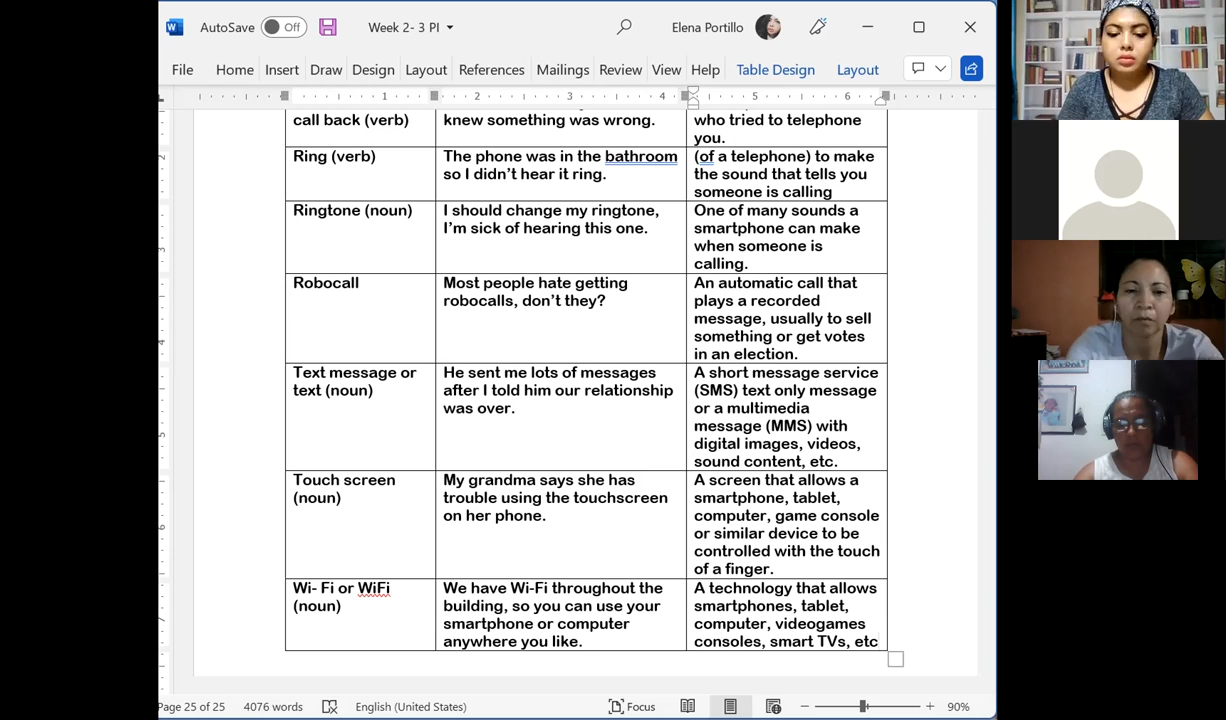 AutoSave Off Week 2- 3 PI Elena Portillo
File Home Insert Draw Design Layout References Mailings Review View Help Table Design Layout
1 2 3 4 5 6
call back (verb)
knew something was wrong.
who tried to telephone
you.
Ring (verb)
The phone was in the bathroom
so I didn't hear it ring.
(of a telephone) to make
the sound that tells you
someone is calling
Ringtone (noun)
I should change my ringtone,
I'm sick of hearing this one.
One of many sounds a
smartphone can make
when someone is
calling.
Robocall
Most people hate getting
robocalls, don't they?
An automatic call that
plays a recorded
message, usually to sell
something or get votes
in an election.
Text message or
text (noun)
He sent me lots of messages
after I told him our relationship
was over.
A short message service
(SMS) text only message
or a multimedia
message (MMS) with
digital images, videos,
sound content, etc.
Touch screen
(noun)
My grandma says she has
trouble using the touchscreen
on her phone.
A screen that allows a
smartphone, tablet,
computer, game console
or similar device to be
controlled with the touch
of a finger.
Wi- Fi or WiFi
(noun)
We have Wi-Fi throughout the
building, so you can use your
smartphone or computer
anywhere you like.
A technology that allows
smartphones, tablet,
computer, videogames
consoles, smart TVs, etc
Page 25 of 25 4076 words English (United States) Focus 90%